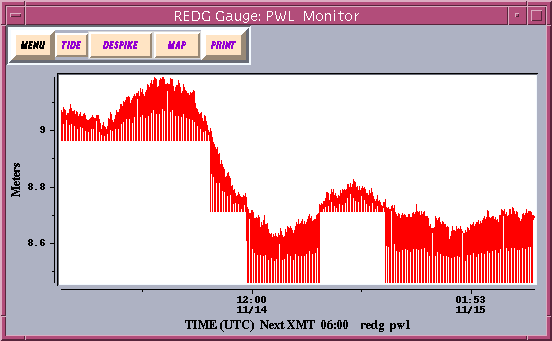 REDG Gauge: PWL Monitor
MENU TIDE DESPIKE MAP PRINT
9
8.8
8.6
Meters
12:00 01:53
11/14 11/15
TIME (UTC) Next XMT 06:00 redg pwl